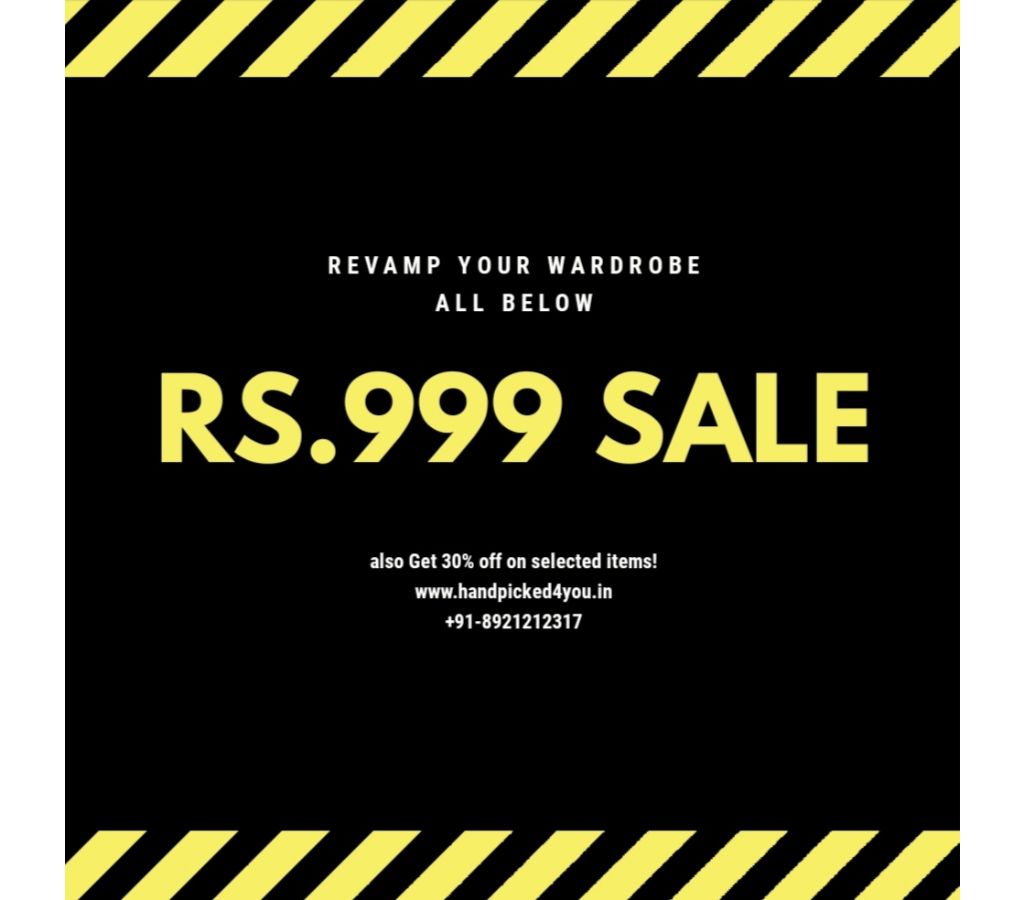 REVAMP YOUR WARDROBE
ALL BELOW
RS.999 SALE
also Get 30% off on selected items!
www.handpicked4you.in
+91-8921212317